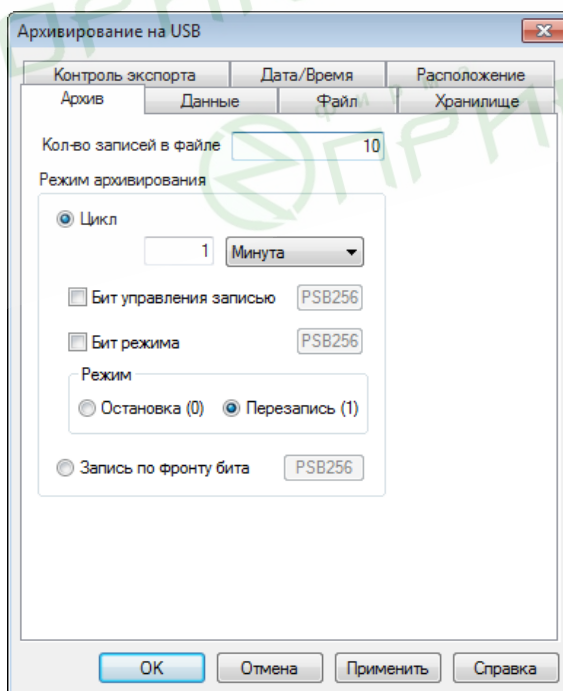 Архивирование на USB
Контроль экспорта Дата/Время Расположение
Архив Данные Файл Хранилище
Кол-во записей в файле 10
Режим архивирования
Цикл
1 Минута
Бит управления записью PSB256
Бит режима PSB256
Режим
Остановка (0) Перезапись (1)
Запись по фронту бита PSB256
OK Отмена Применить Справка